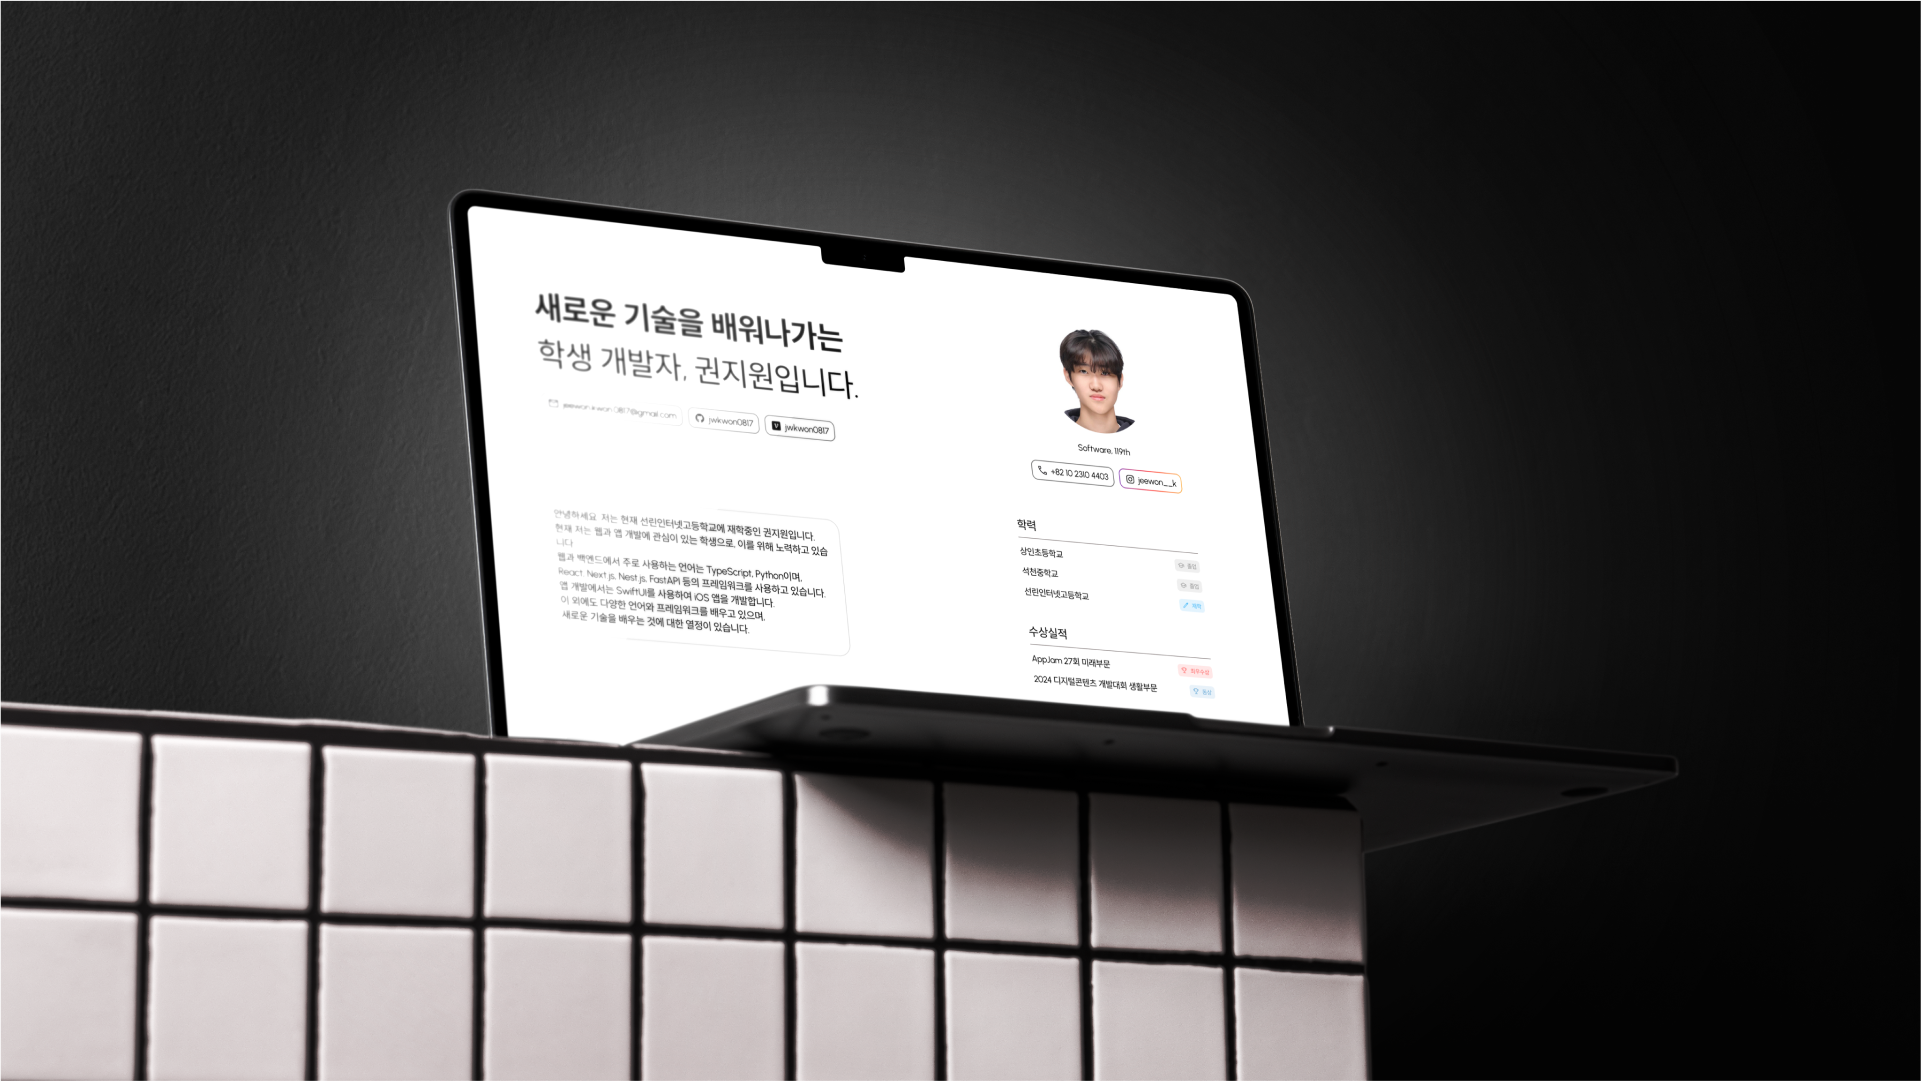 새로운 기술을 배워나가는
학생 개발자, 권지원입니다.
jeewon.kwon.0817@gmail.com
jwkwon0817
jwkwon0817
안녕하세요. 저는 현재 선린인터넷고등학교에 재학중인 권지원입니다.
현재 저는 웹과 앱 개발에 관심이 있는 학생으로, 이를 위해 노력하고 있습
니다.
웹과 백엔드에서 주로 사용하는 언어는 TypeScript, Python이며,
React, Next.js, Nest.js, FastAPI 등의 프레임워크를 사용하고 있습니다.
앱 개발에서는 SwiftUI를 사용하여 iOS 앱을 개발합니다.
이 외에도 다양한 언어와 프레임워크를 배우고 있으며,
새로운 기술을 배우는 것에 대한 열정이 있습니다.
Software, 119th
+82 10 2310 4403
jeewon__k
학력
상인초등학교
졸업
석천중학교
졸업
선린인터넷고등학교
재학
수상실적
AppJam 27회 미래부문
최우수상
2024 디지털콘텐츠 개발대회 생활부문
동상